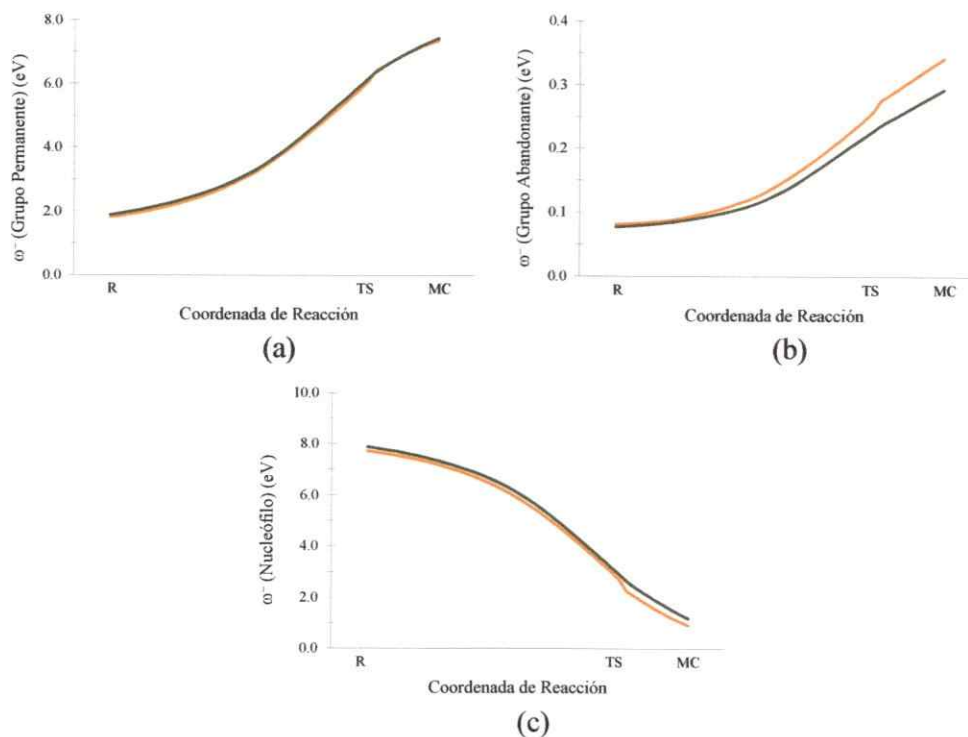 ω⁻ (Grupo Permanente) (eV)
8.0
6.0
4.0
2.0
0.0
R
TS
MC
Coordenada de Reacción
(a)
ω⁻ (Grupo Abandonante) (eV)
0.4
0.3
0.2
0.1
0.0
R
TS
MC
Coordenada de Reacción
(b)
ω⁻ (Nucleófilo) (eV)
10.0
8.0
6.0
4.0
2.0
0.0
R
TS
MC
Coordenada de Reacción
(c)